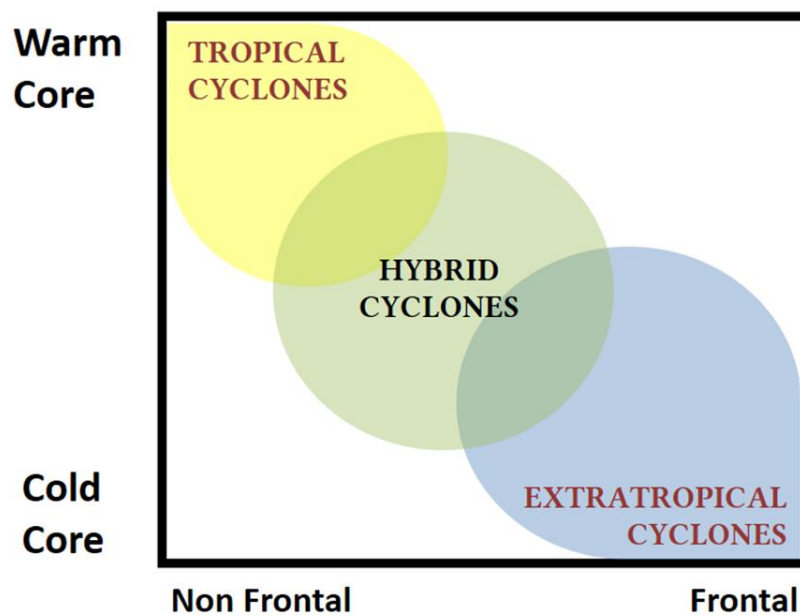 Warm
Core
TROPICAL
CYCLONES
HYBRID
CYCLONES
Cold
Core
EXTRATROPICAL
CYCLONES
Non Frontal
Frontal